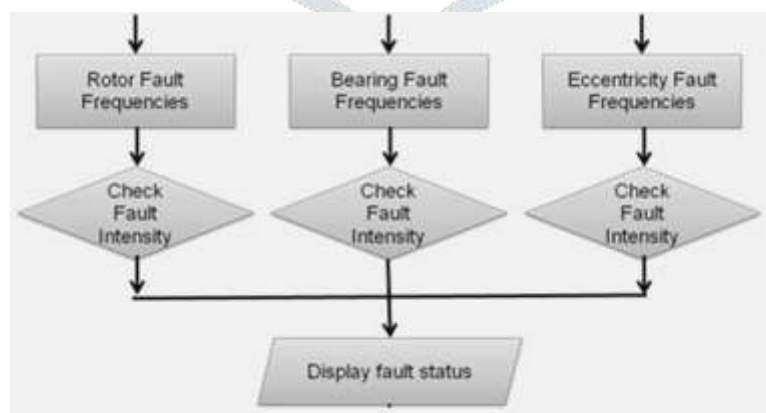 Rotor Fault
Frequencies
Bearing Fault
Frequencies
Eccentricity Fault
Frequencies
Check
Fault
Intensity
Check
Fault
Intensity
Check
Fault
Intensity
Display fault status